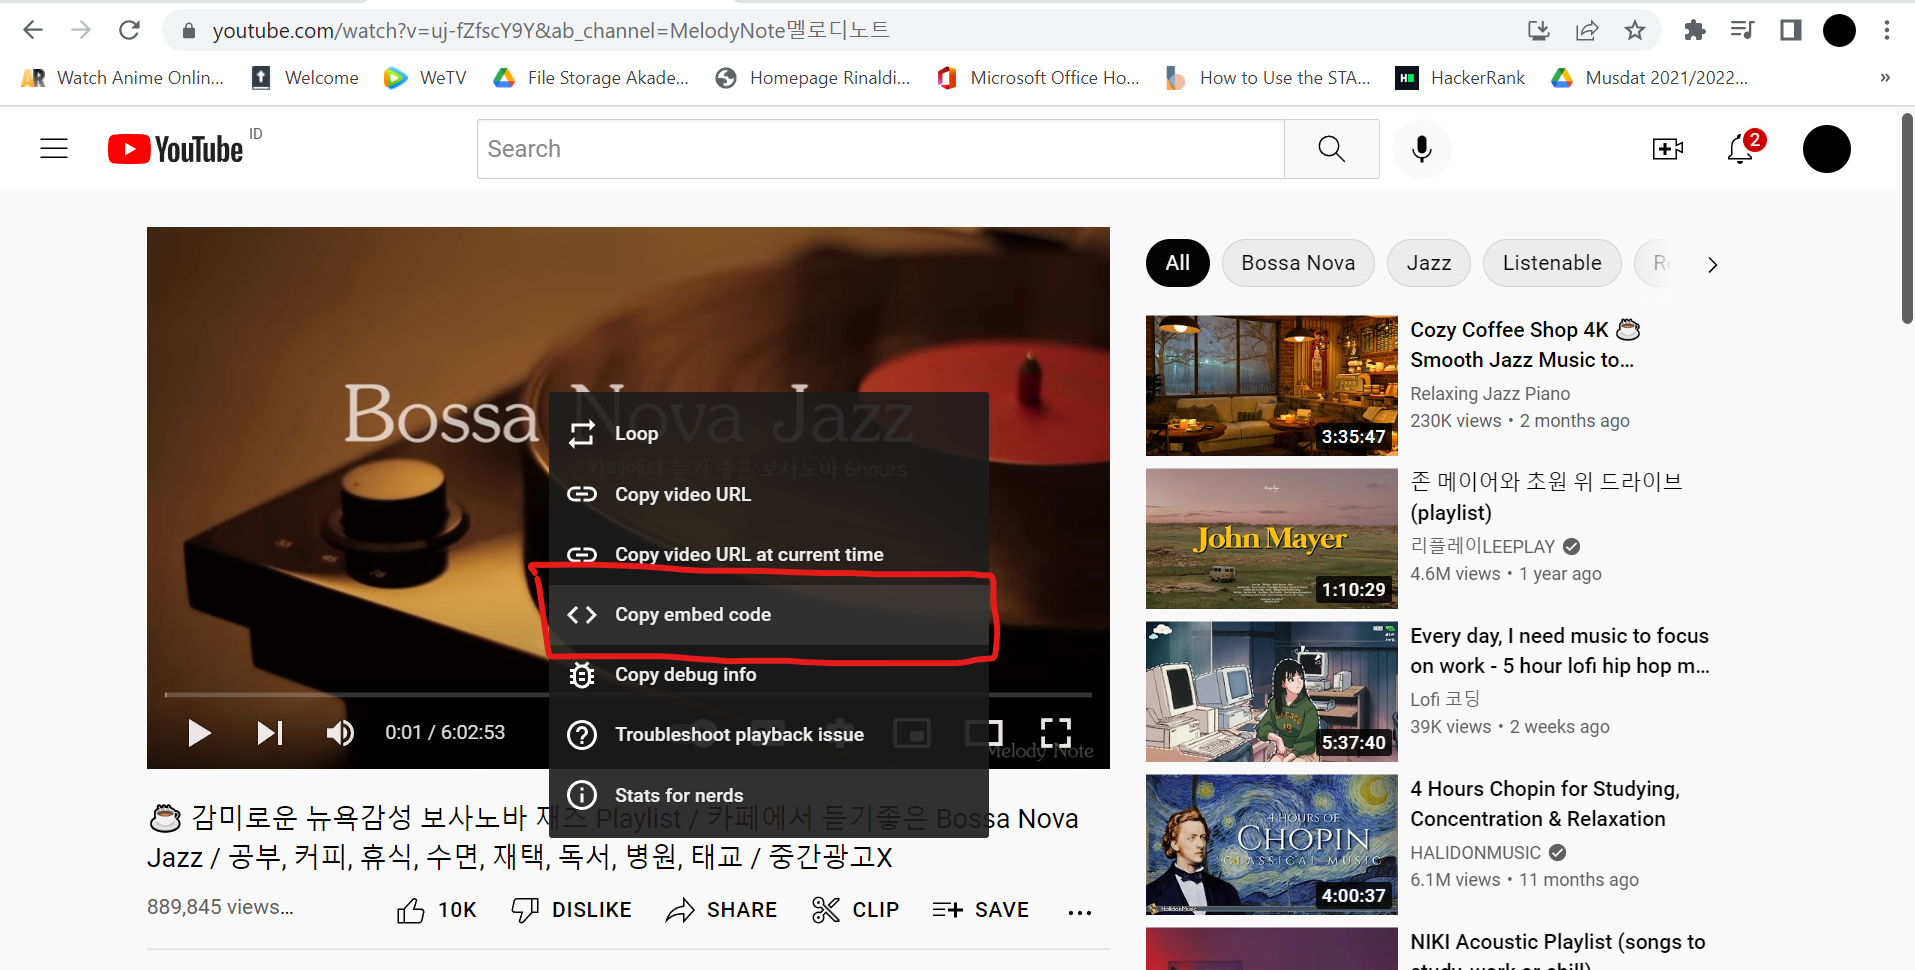 youtube.com/watch?v=uj-fZfscY9Y&ab_channel=MelodyNote멜로디노트
Watch Anime Onlin...
Welcome
WeTV
File Storage Akade...
Homepage Rinaldi...
Microsoft Office Ho...
How to Use the STA...
HackerRank
Musdat 2021/2022...
»
YouTube ID
Search
2
Bossa Nova Jazz
카페에서 듣기 좋은 보사노바 6hours
Loop
Copy video URL
Copy video URL at current time
Copy embed code
Copy debug info
Troubleshoot playback issue
Stats for nerds
0:01 / 6:02:53
Melody Note
☕ 감미로운 뉴욕감성 보사노바 재즈 Playlist / 카페에서 듣기좋은 Bossa Nova
Jazz / 공부, 커피, 휴식, 수면, 재택, 독서, 병원, 태교 / 중간광고X
889,845 views...
10K
DISLIKE
SHARE
CLIP
SAVE
...
All
Bossa Nova
Jazz
Listenable
Re
3:35:47
Cozy Coffee Shop 4K ☕
Smooth Jazz Music to...
Relaxing Jazz Piano
230K views • 2 months ago
John Mayer
1:10:29
존 메이어와 초원 위 드라이브
(playlist)
리플레이LEEPLAY
4.6M views • 1 year ago
5:37:40
Every day, I need music to focus
on work - 5 hour lofi hip hop m...
Lofi 코딩
39K views • 2 weeks ago
4 HOURS OF
CHOPIN
CLASSICAL MUSIC
HalidonMusic
4:00:37
4 Hours Chopin for Studying,
Concentration & Relaxation
HALIDONMUSIC
6.1M views • 11 months ago
NIKI Acoustic Playlist (songs to
study, work or chill)